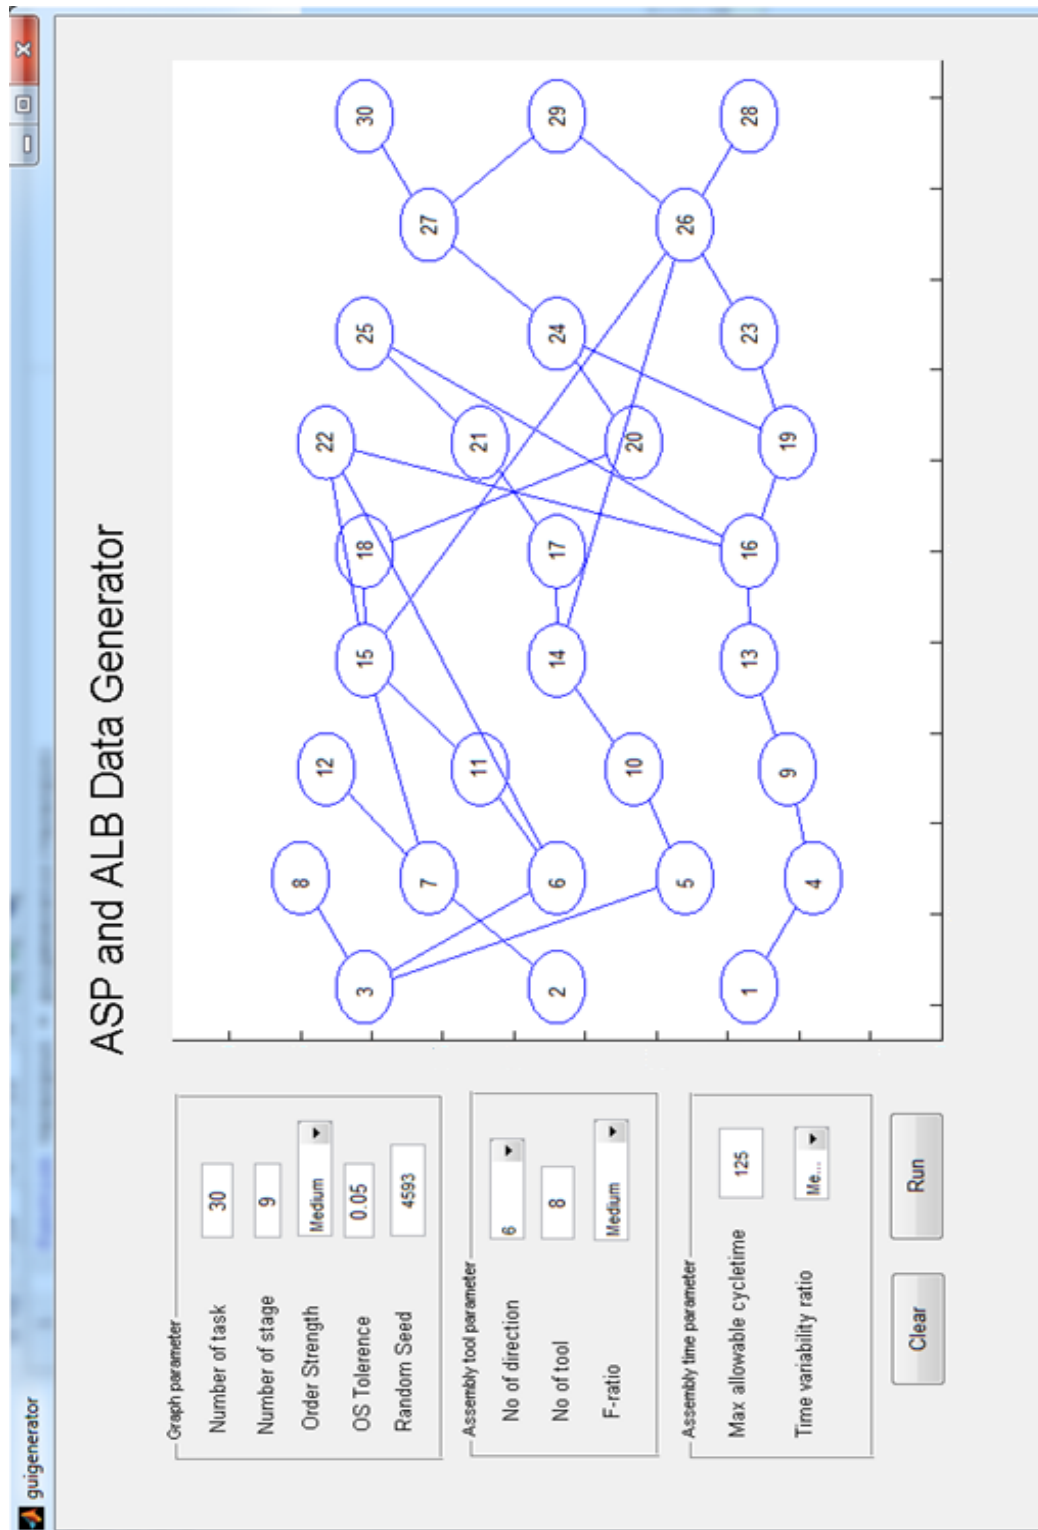 guigenerator
ASP and ALB Data Generator
Graph parameter
Number of task 30
Number of stage 9
Order Strength Medium
OS Tolerence 0.05
Random Seed 4593
Assembly tool parameter
No of direction 6
No of tool 8
F-ratio Medium
Assembly time parameter
Max allowable cycletime 125
Time variability ratio Me...
Clear Run
8 12 22
3 15 18 25 30
7 27
11 21
2 6 14 17 24 29
10 20
5 26
1 13 16 23 28
9 19
4